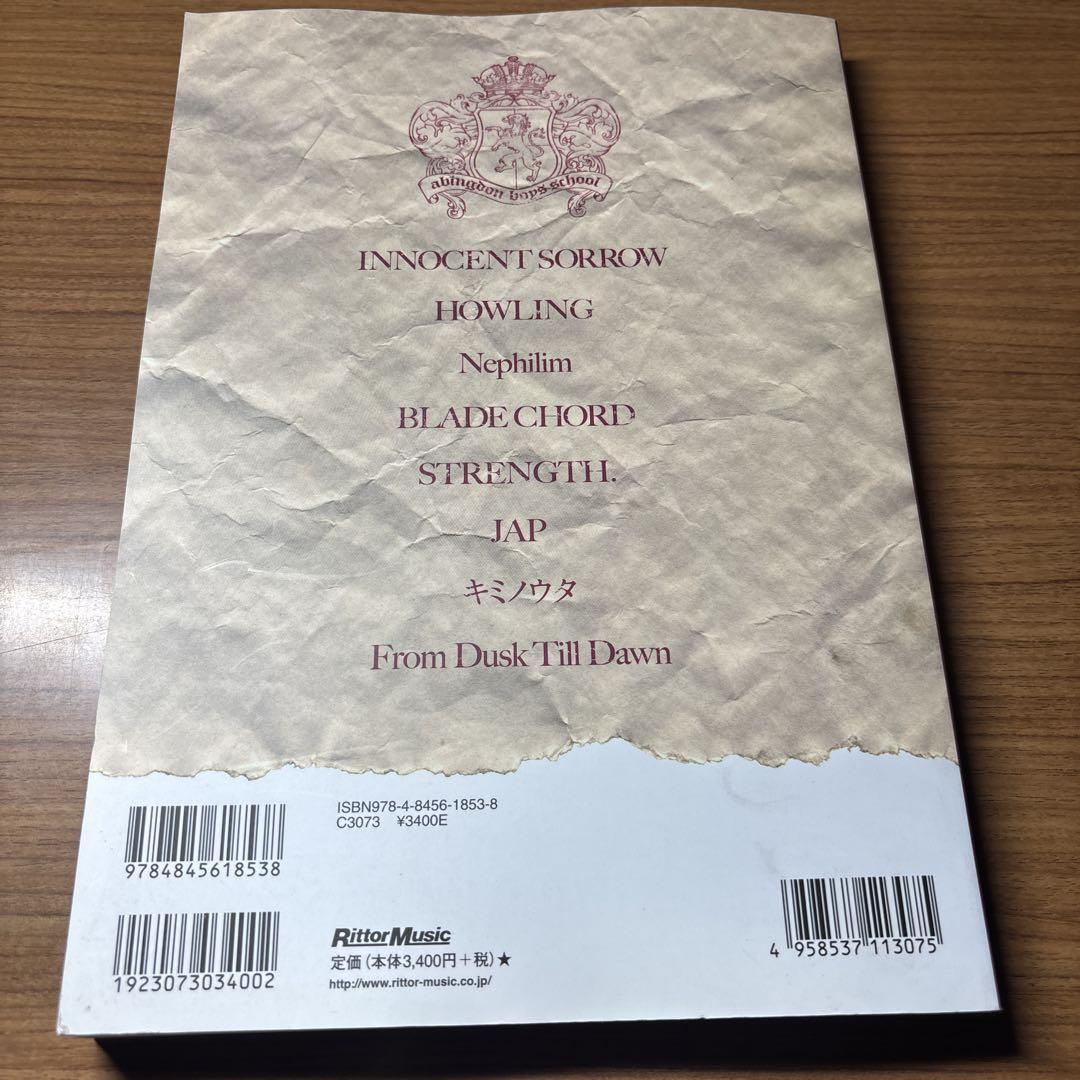 abingdon boys school
INNOCENT SORROW
HOWLING
Nephilim
BLADE CHORD
STRENGTH.
JAP
キミノウタ
From Dusk Till Dawn
ISBN978-4-8456-1853-8
C3073 ¥3400E
9784845618538
1923073034002
Rittor Music
定価（本体3,400円＋税）★
http://www.rittor-music.co.jp/
4 958537 113075